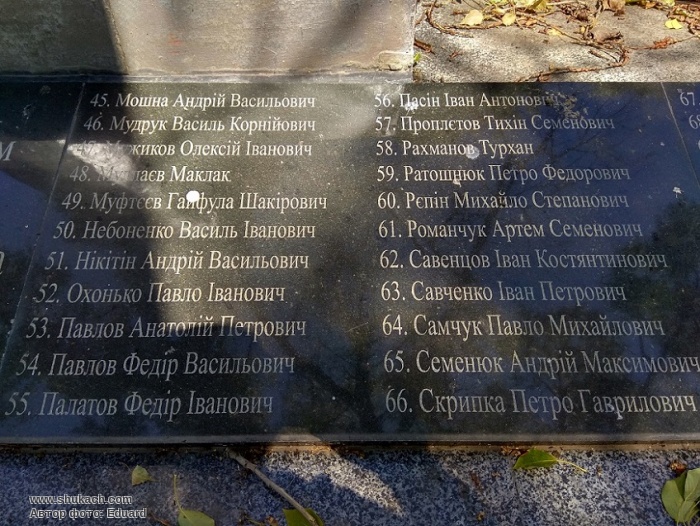 45. Мошна Андрій Васильович
46. Мудрук Василь Корнійович
Олексій Іванович
48. Маклак
49. Муфтєєв Гайфула Шакірович
50. Небоненко Василь Іванович
51. Нікітін Андрій Васильович
52. Охонько Павло Іванович
53. Павлов Анатолій Петрович
54. Павлов Федір Васильович
55. Палатов Федір Іванович
56. Пасін Іван Антонович
57. Проплєтов Тихін Семенович
58. Рахманов Турхан
59. Ратошнюк Петро Федорович
60. Рєпін Михайло Степанович
61. Романчук Артем Семенович
62. Савенцов Іван Костянтинович
63. Савченко Іван Петрович
64. Самчук Павло Михайлович
65. Семенюк Андрій Максимович
66. Скрипка Петро Гаврилович
67
www.shukach.com
Автор фото: Eduard